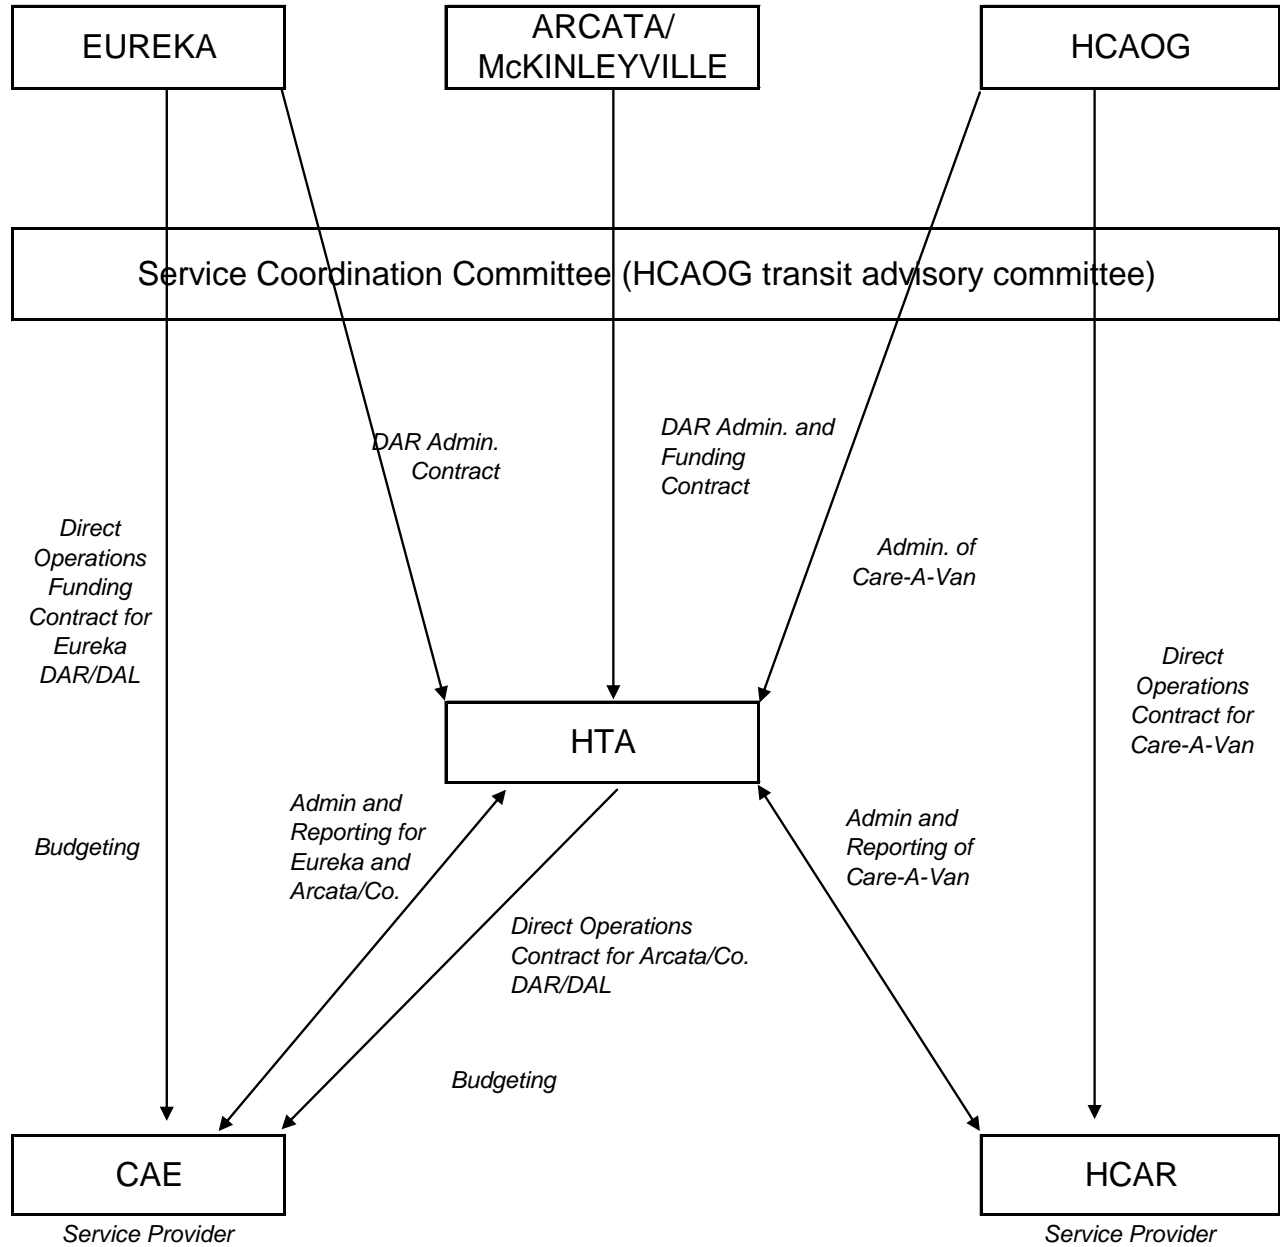 EUREKA
ARCATA/
McKINLEYVILLE
HCAOG
Service Coordination Committee (HCAOG transit advisory committee)
DAR Admin.
Contract
DAR Admin. and
Funding
Contract
Direct
Operations
Funding
Contract for
Eureka
DAR/DAL
Admin. of
Care-A-Van
Direct
Operations
Contract for
Care-A-Van
HTA
Budgeting
Admin and
Reporting for
Eureka and
Arcata/Co.
Admin and
Reporting of
Care-A-Van
Direct Operations
Contract for Arcata/Co.
DAR/DAL
Budgeting
CAE
Service Provider
HCAR
Service Provider